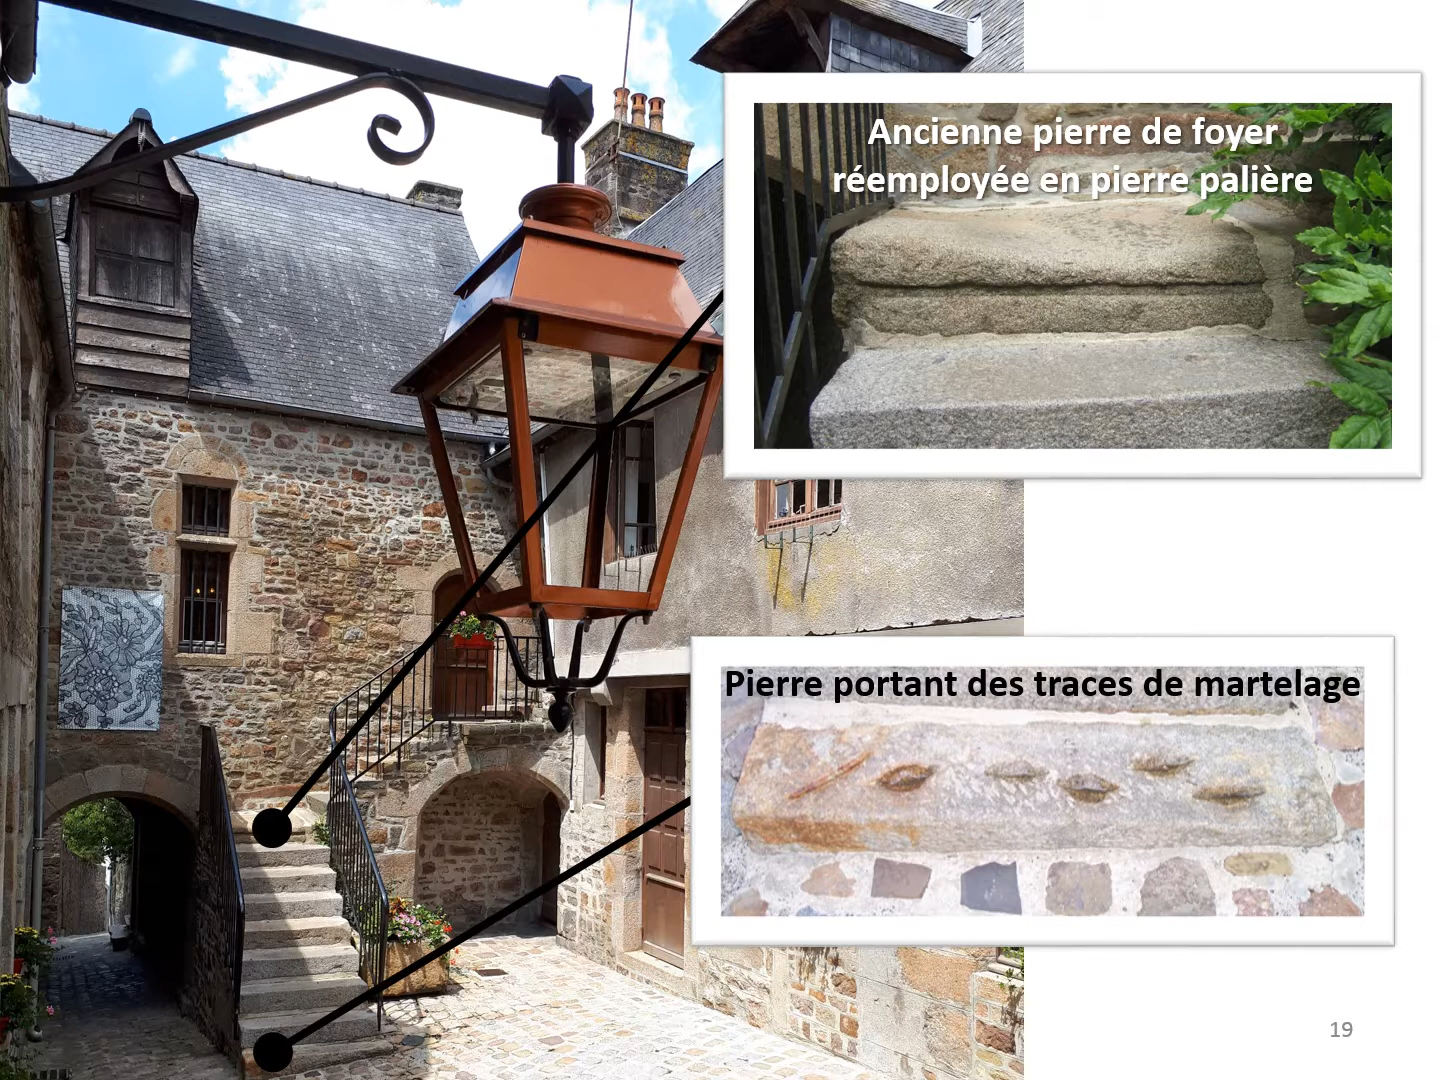 Ancienne pierre de foyer
réemployée en pierre palière
Pierre portant des traces de martelage
19